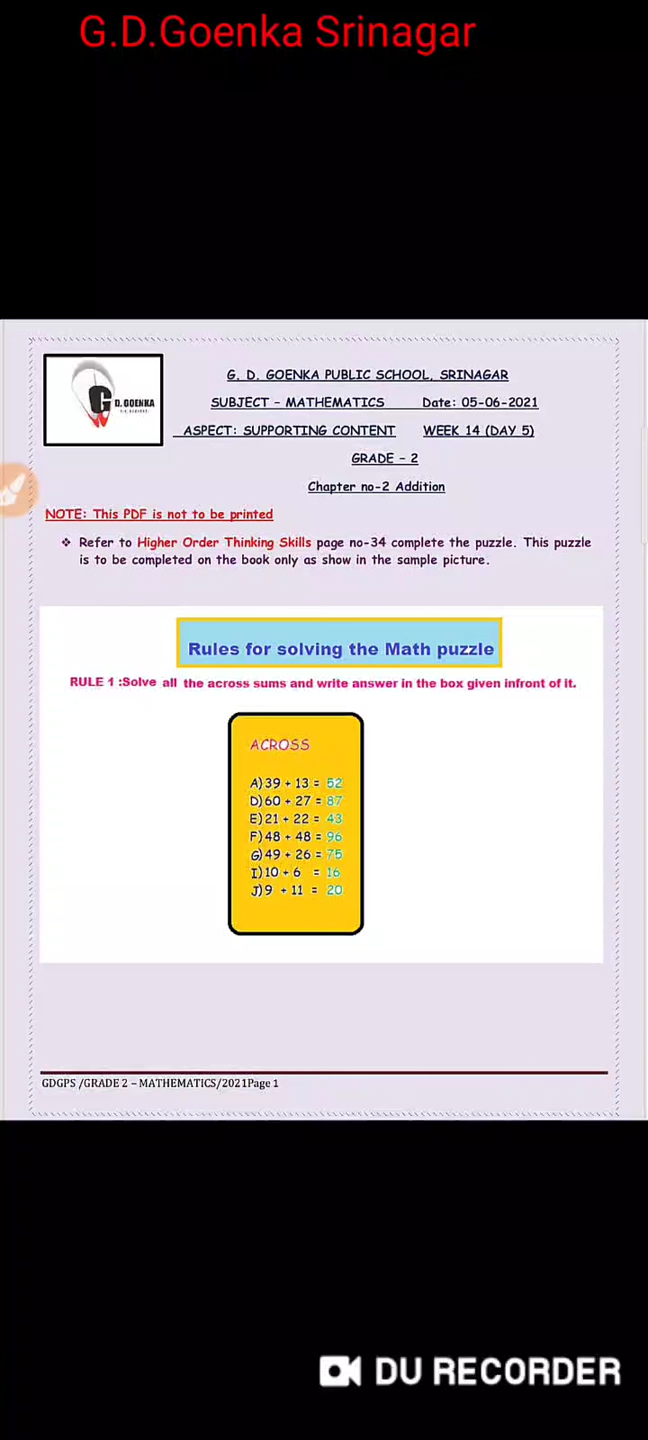 G.D.Goenka Srinagar
G. D. GOENKA PUBLIC SCHOOL, SRINAGAR
G D. GOENKA
SUBJECT – MATHEMATICS Date: 05-06-2021
ASPECT: SUPPORTING CONTENT WEEK 14 (DAY 5)
GRADE – 2
Chapter no-2 Addition
NOTE: This PDF is not to be printed
❖ Refer to Higher Order Thinking Skills page no-34 complete the puzzle. This puzzle
is to be completed on the book only as show in the sample picture.
Rules for solving the Math puzzle
RULE 1 :Solve all the across sums and write answer in the box given infront of it.
ACROSS
A) 39 + 13 = 52
D) 60 + 27 = 87
E) 21 + 22 = 43
F) 48 + 48 = 96
G) 49 + 26 = 75
I) 10 + 6 = 16
J) 9 + 11 = 20
GDGPS /GRADE 2 – MATHEMATICS/2021Page 1
DU RECORDER